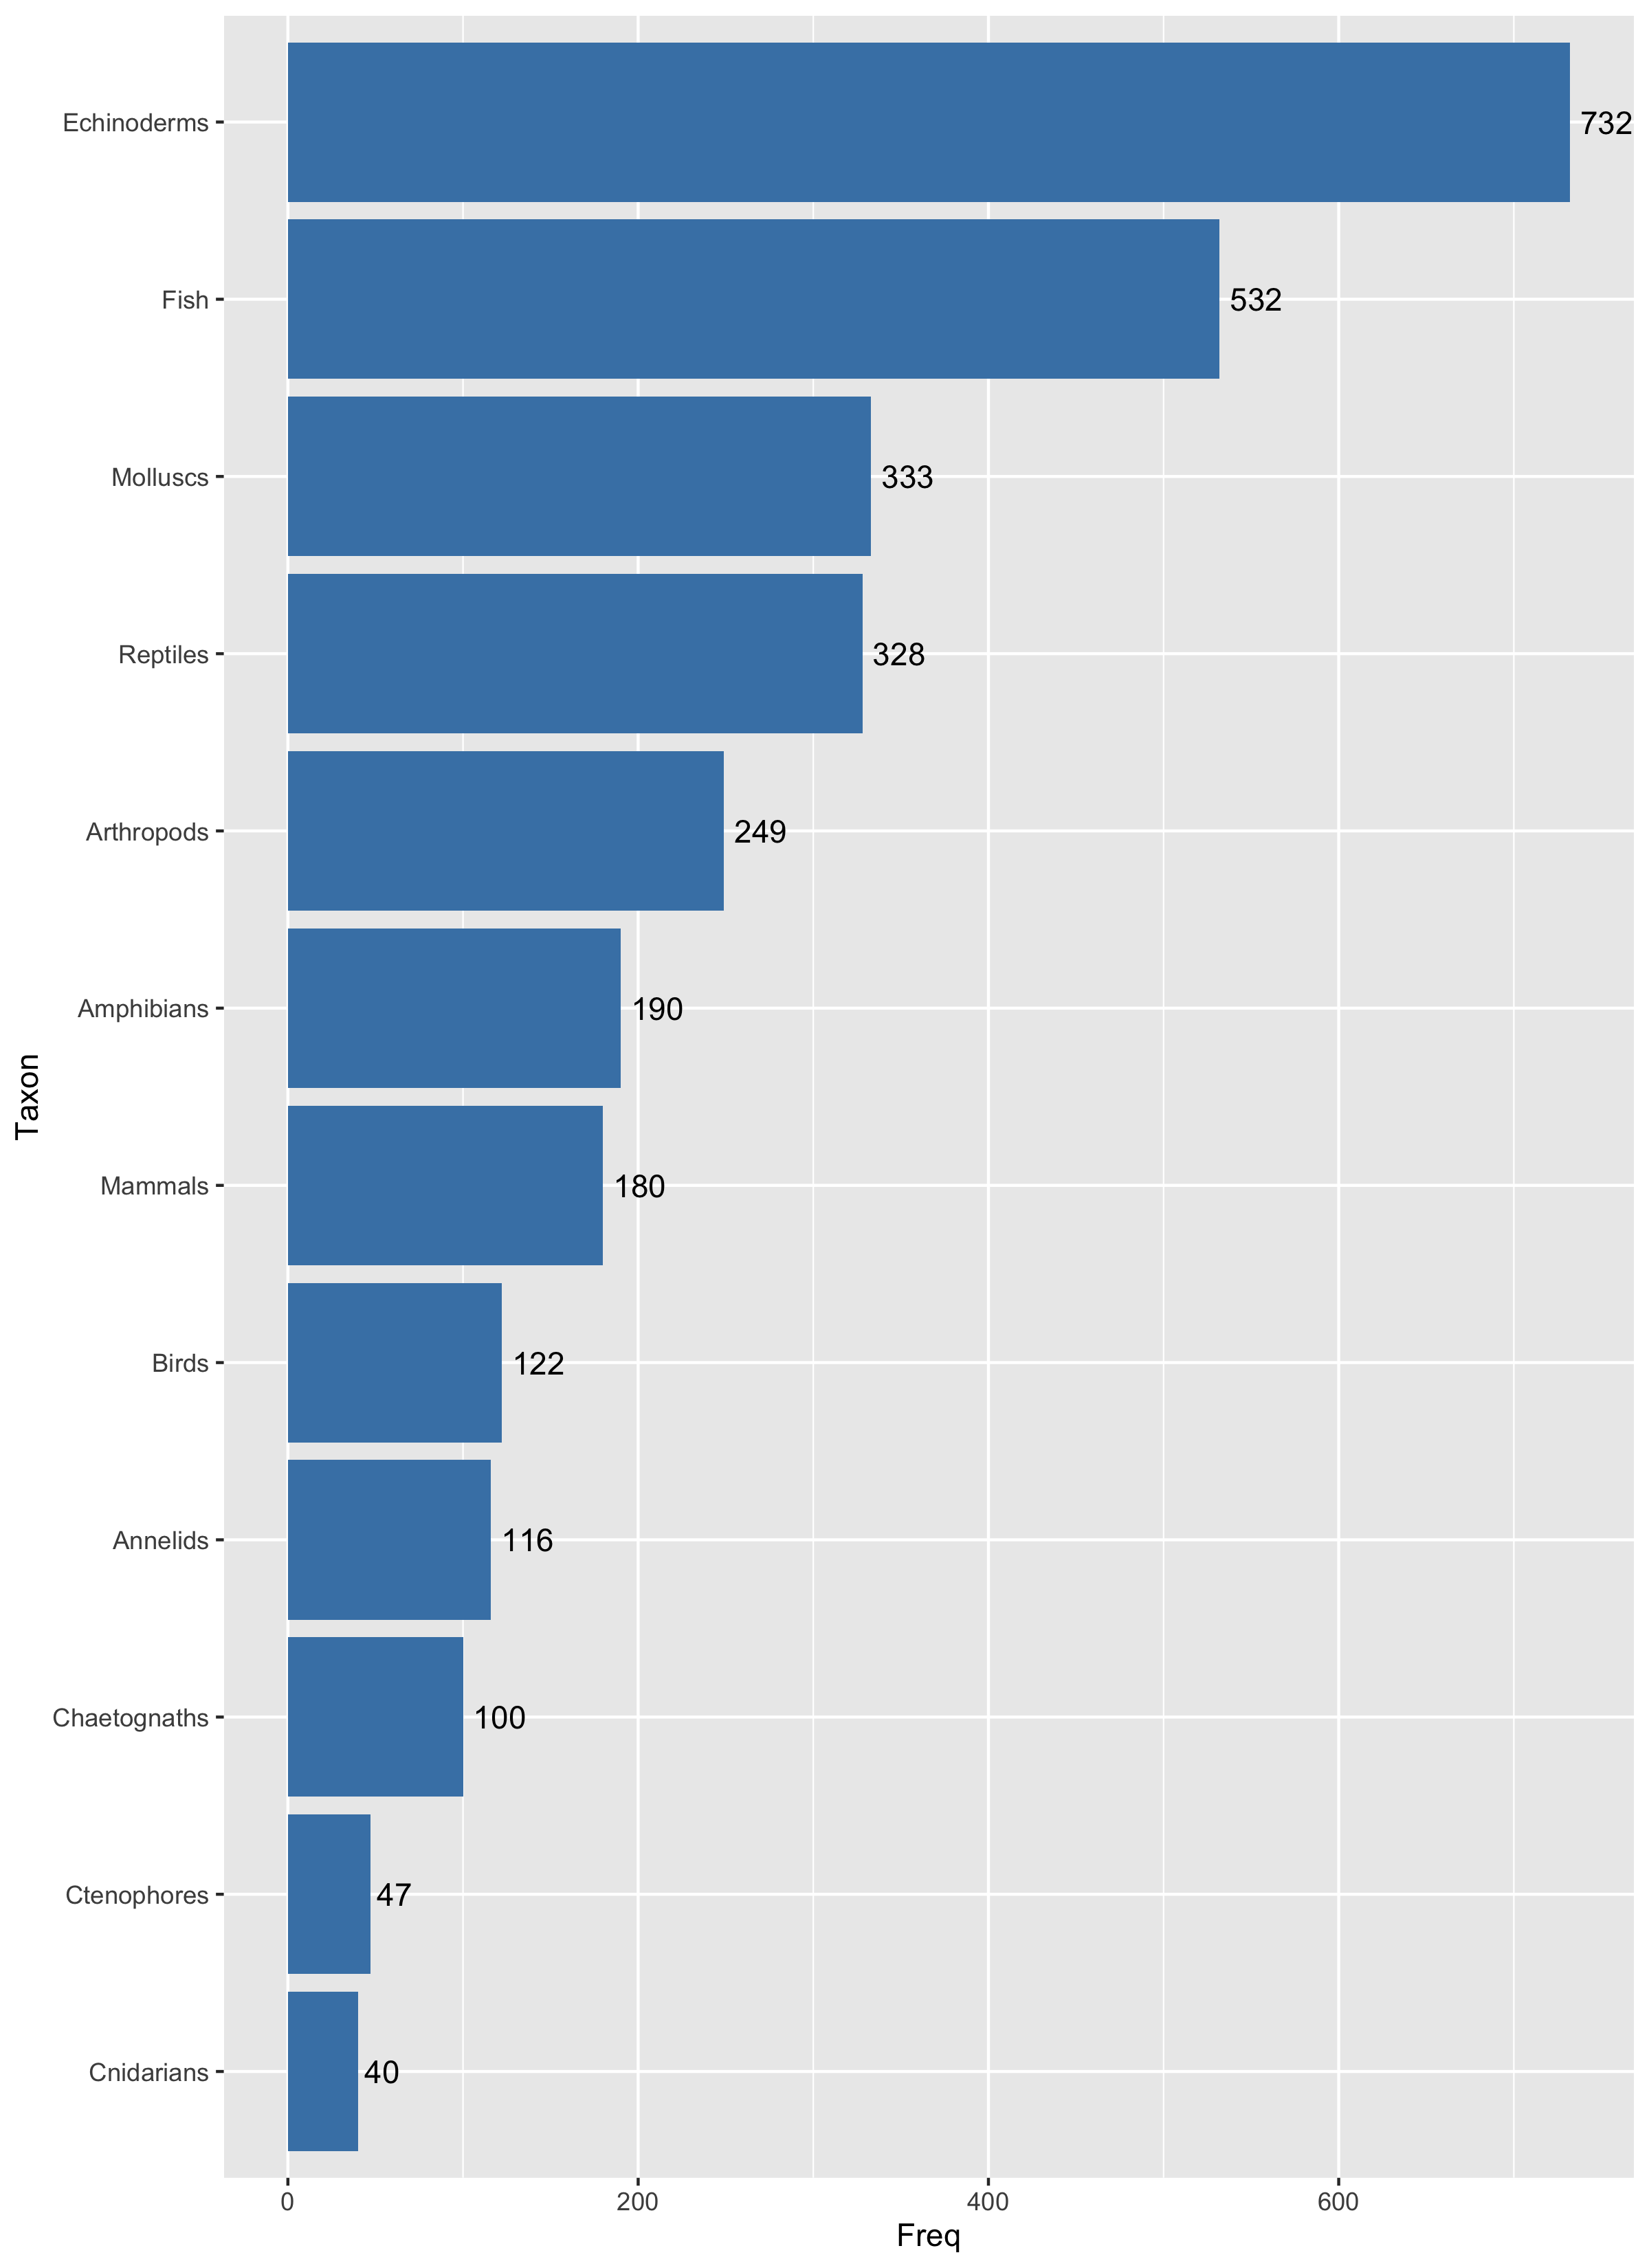 Echinoderms 732
Fish 532
Molluscs 333
Reptiles 328
Arthropods 249
Amphibians 190
Taxon
Mammals 180
Birds 122
Annelids 116
Chaetognaths 100
Ctenophores 47
Cnidarians 40
0 200 400 600
Freq